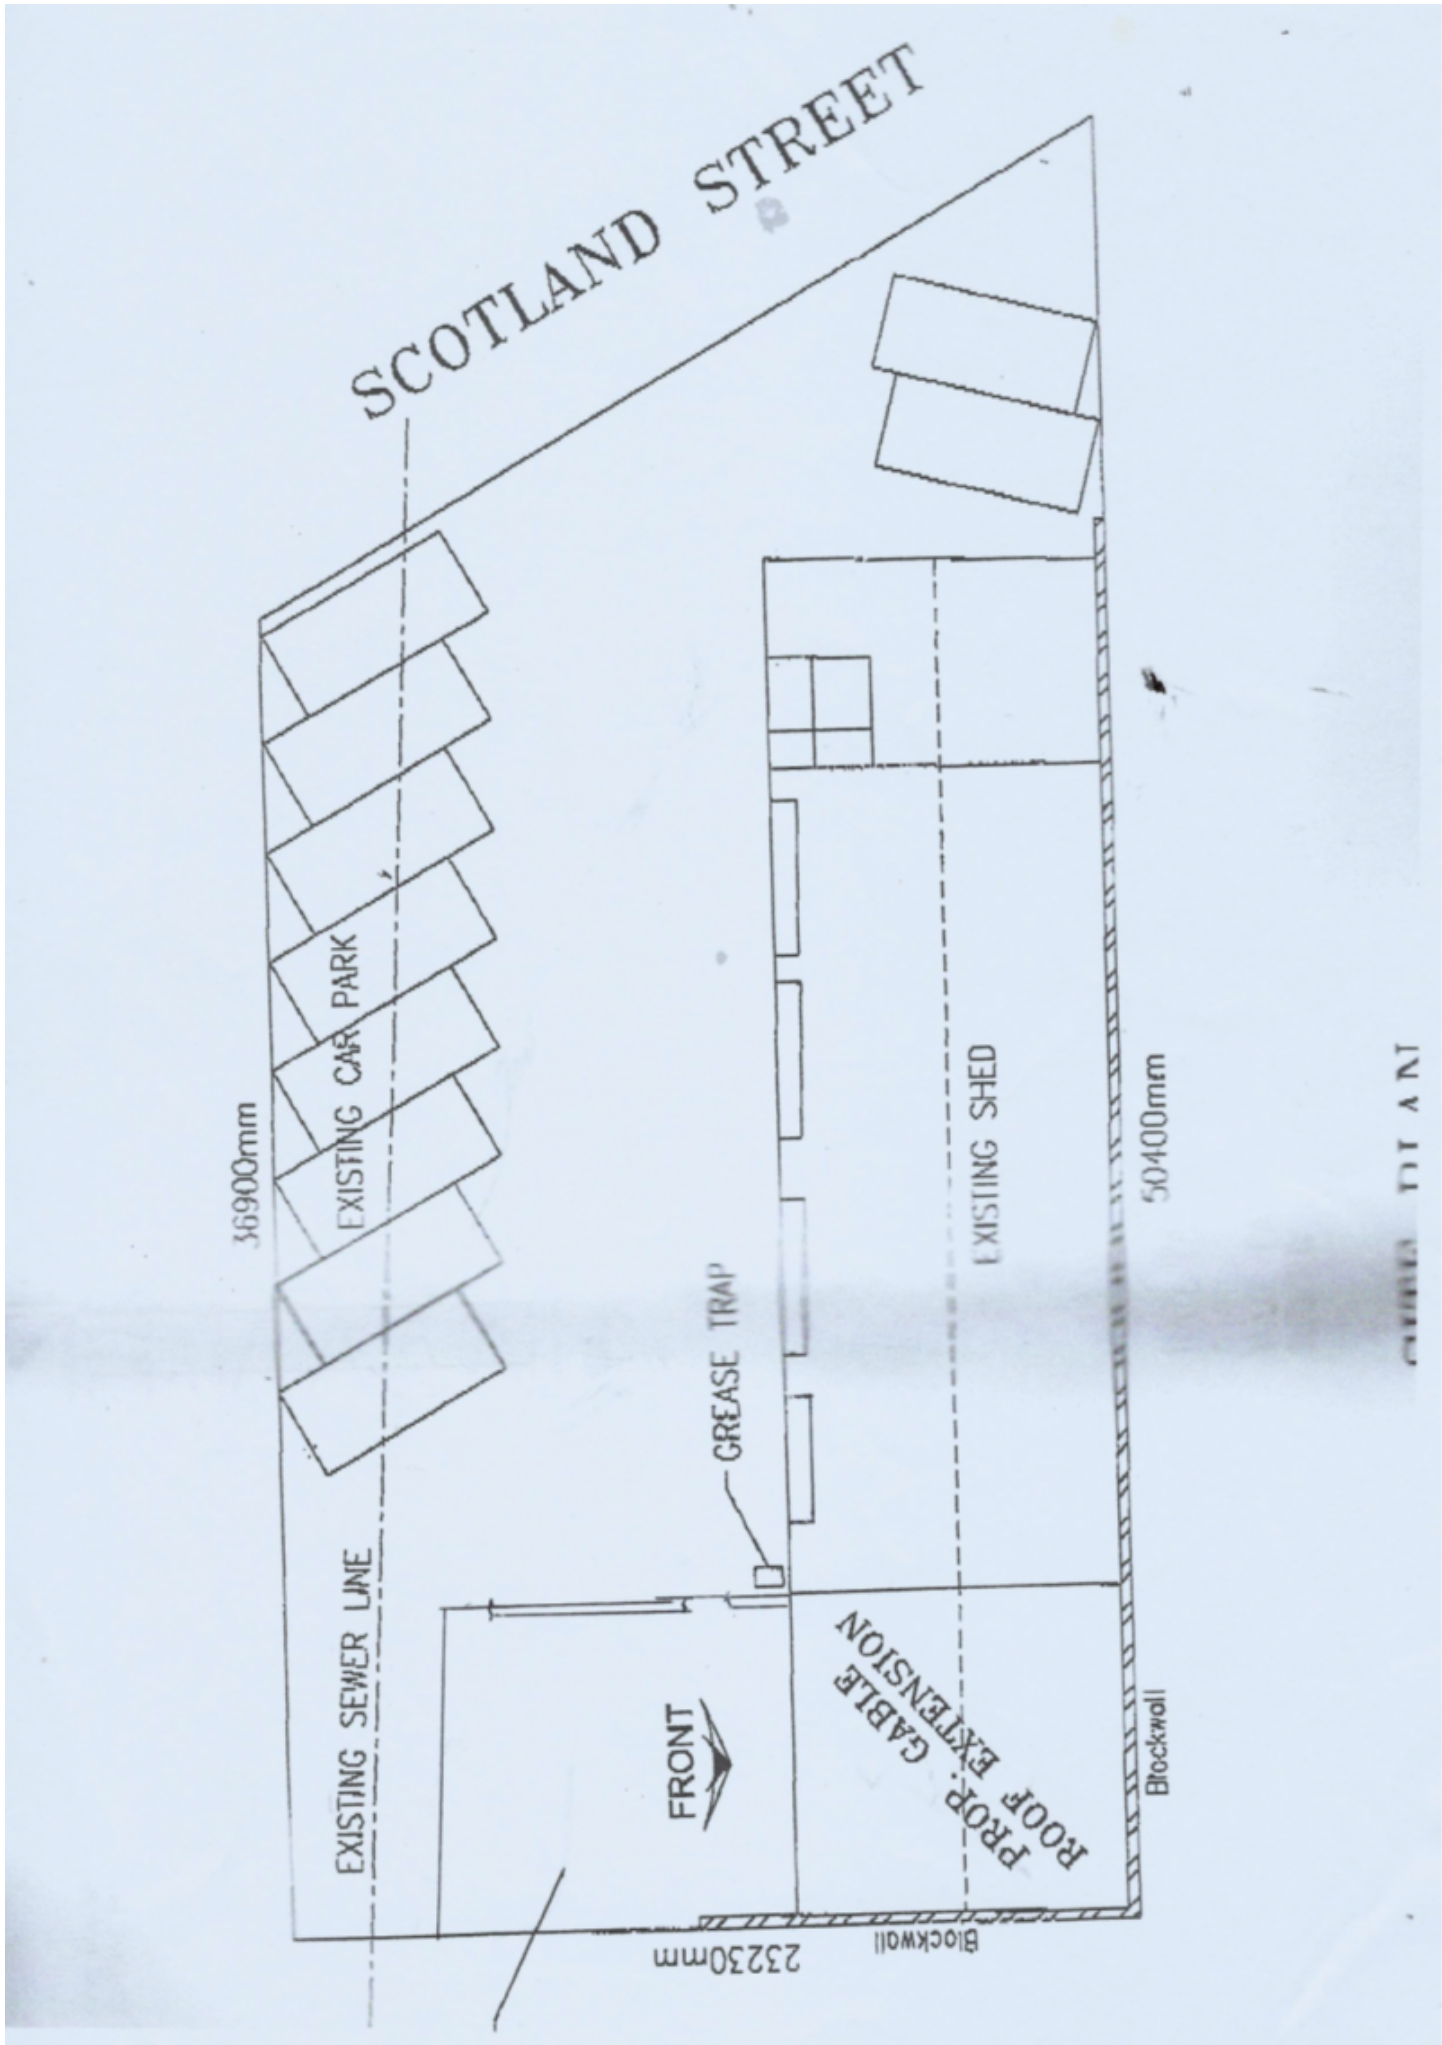 SCOTLAND STREET
36900mm
EXISTING CAR PARK
EXISTING SEWER LINE
GREASE TRAP
EXISTING SHED
50400mm
FRONT
PROP. GABLE
ROOF EXTENSION
Blockwall
Blockwall
23230mm